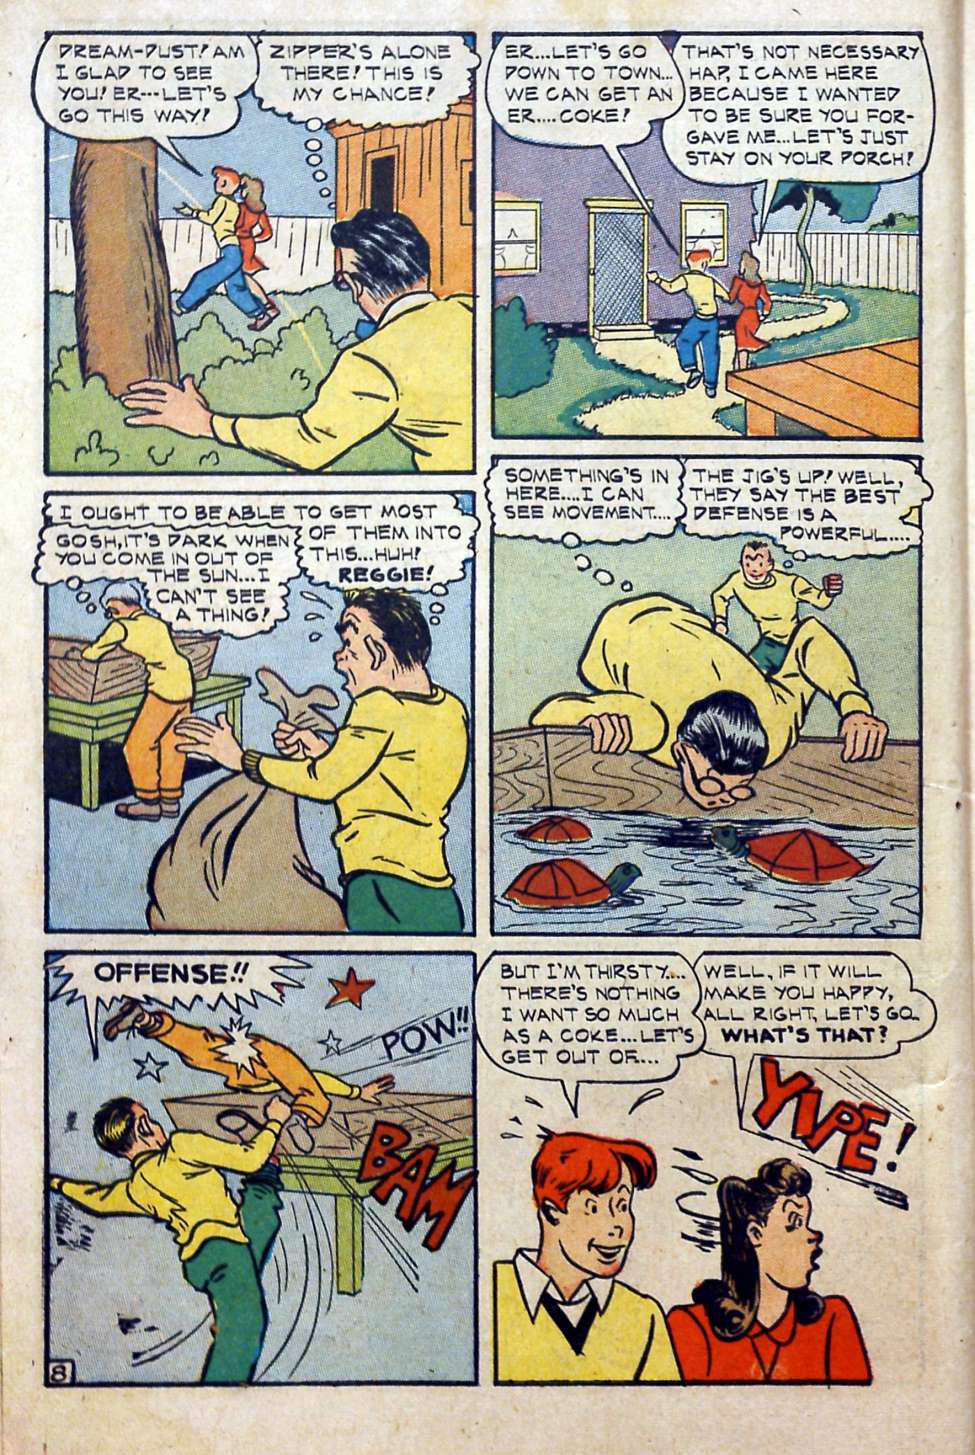 DREAM-DUST! AM
I GLAD TO SEE
YOU! ER---LET'S
GO THIS WAY!
ZIPPER'S ALONE
THERE! THIS IS
MY CHANCE!
ER...LET'S GO
DOWN TO TOWN...
WE CAN GET AN
ER....COKE!
THAT'S NOT NECESSARY
HAP, I CAME HERE
BECAUSE I WANTED
TO BE SURE YOU FOR-
GAVE ME...LET'S JUST
STAY ON YOUR PORCH!
GOSH, IT'S DARK WHEN
YOU COME IN OUT OF
THE SUN...I
CAN'T SEE
A THING!
I OUGHT TO BE ABLE TO GET MOST
OF THEM INTO
THIS...HUH!
REGGIE!
SOMETHING'S IN
HERE....I CAN
SEE MOVEMENT...
THE JIG'S UP! WELL,
THEY SAY THE BEST
DEFENSE IS A
POWERFUL....
OFFENSE!!
POW!!
BAM
BUT I'M THIRSTY...
THERE'S NOTHING
I WANT SO MUCH
AS A COKE...LET'S
GET OUT OF...
WELL, IF IT WILL
MAKE YOU HAPPY,
ALL RIGHT, LET'S GO..
WHAT'S THAT?
YIPE!
8